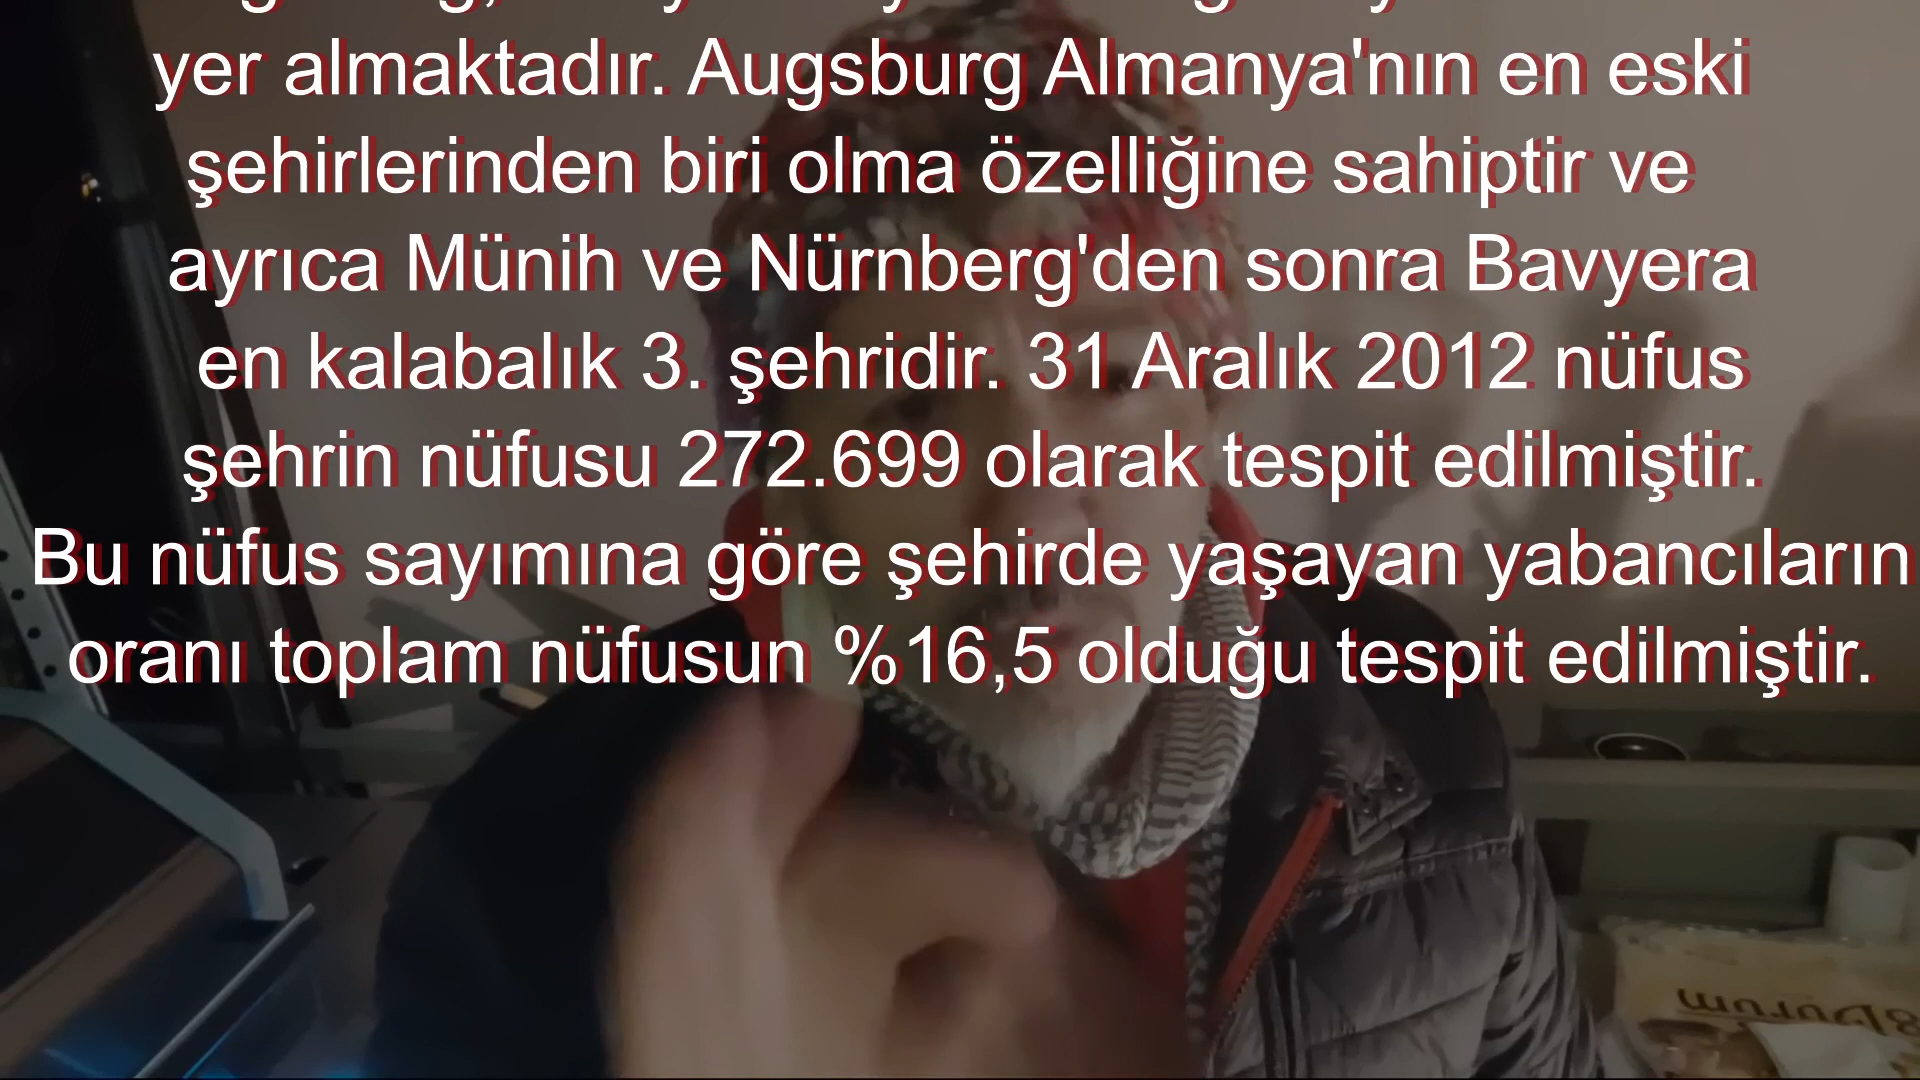 yer almaktadır. Augsburg Almanya'nın en eski
şehirlerinden biri olma özelliğine sahiptir ve
ayrıca Münih ve Nürnberg'den sonra Bavyera
en kalabalık 3. şehridir. 31 Aralık 2012 nüfus
şehrin nüfusu 272.699 olarak tespit edilmiştir.
Bu nüfus sayımına göre şehirde yaşayan yabancıların
oranı toplam nüfusun %16,5 olduğu tespit edilmiştir.